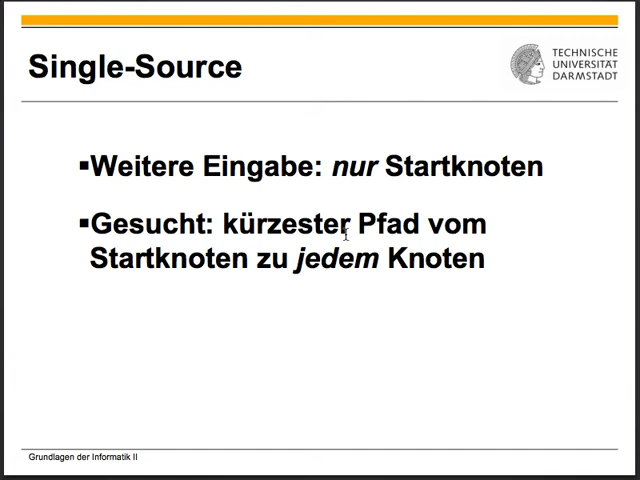 Single-Source
TECHNISCHE
UNIVERSITÄT
DARMSTADT
▪Weitere Eingabe: nur Startknoten
▪Gesucht: kürzester Pfad vom
Startknoten zu jedem Knoten
Grundlagen der Informatik II